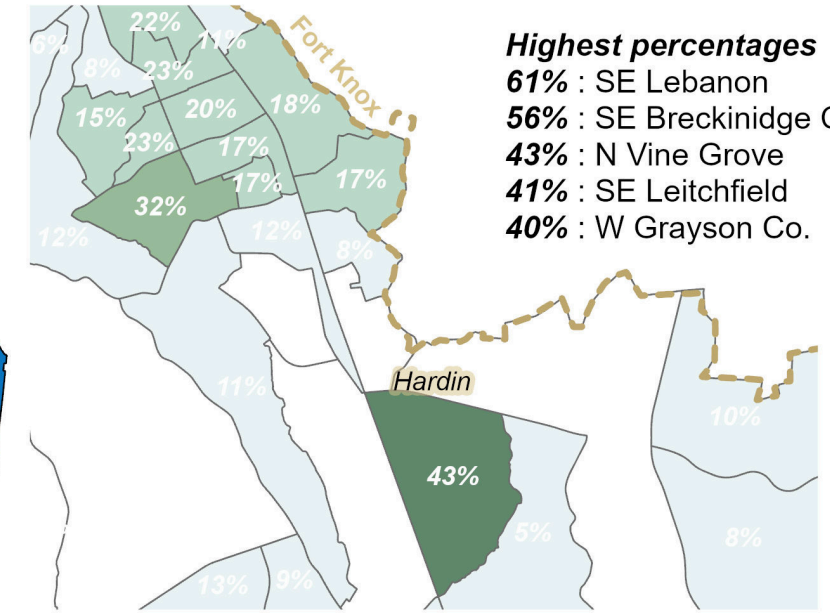 Highest percentages
61% : SE Lebanon
56% : SE Breckinidge
43% : N Vine Grove
41% : SE Leitchfield
40% : W Grayson Co.
Fort Knox
22%
11%
6%
8%
23%
15%
20%
18%
23%
17%
17%
17%
32%
12%
12%
8%
Hardin
11%
10%
43%
5%
8%
13%
9%